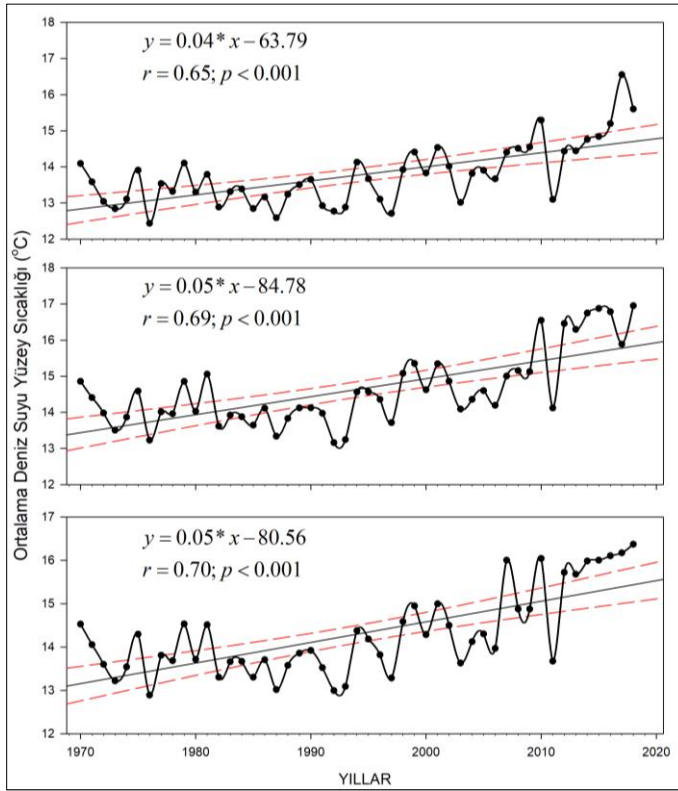 Ortalama Deniz Suyu Yüzey Sıcaklığı (°C)
18
17
16
15
14
13
12
y = 0.04* x – 63.79
r = 0.65; p < 0.001
18
17
16
15
14
13
12
y = 0.05* x – 84.78
r = 0.69; p < 0.001
17
16
15
14
13
12
y = 0.05* x – 80.56
r = 0.70; p < 0.001
1970 1980 1990 2000 2010 2020
YILLAR